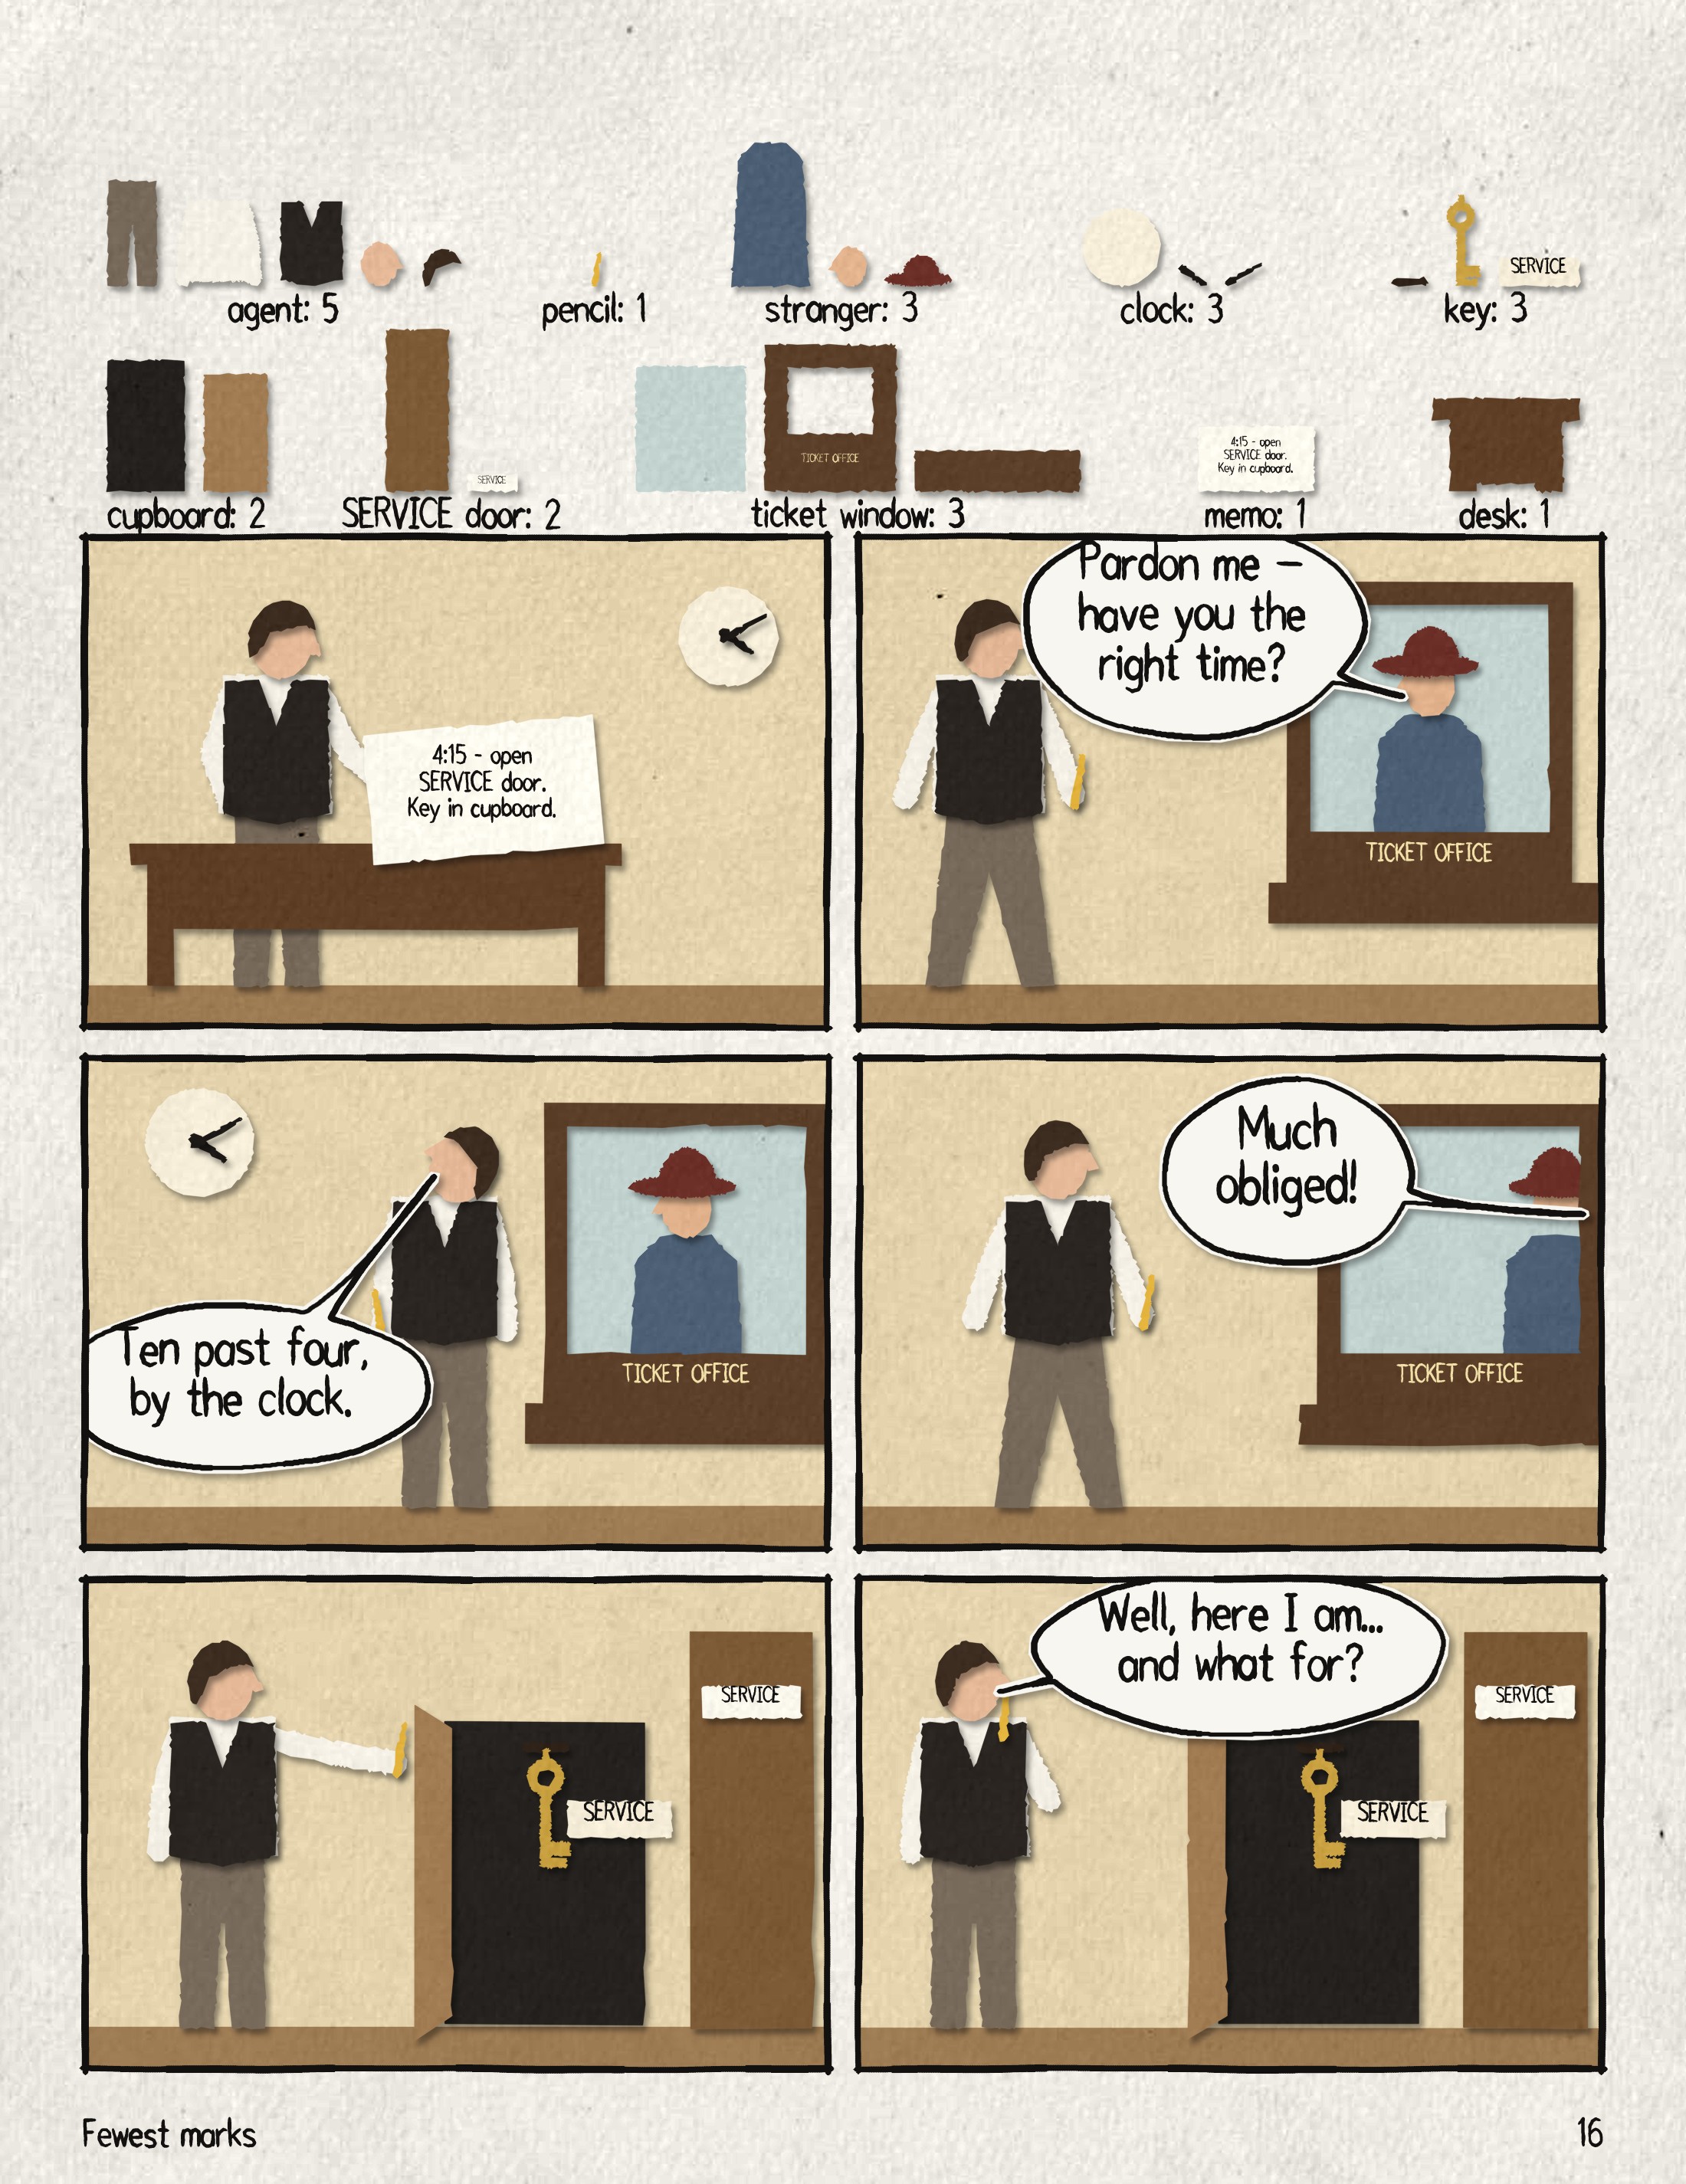 SERVICE
agent: 5
pencil: 1
stranger: 3
clock: 3
key: 3
SERVICE
TICKET OFFICE
4:15 - open
SERVICE door.
Key in cupboard.
cupboard: 2
SERVICE door: 2
ticket window: 3
memo: 1
desk: 1
4:15 - open
SERVICE door.
Key in cupboard.
Pardon me –
have you the
right time?
TICKET OFFICE
Ten past four,
by the clock.
TICKET OFFICE
Much
obliged!
TICKET OFFICE
SERVICE
SERVICE
Well, here I am...
and what for?
SERVICE
SERVICE
Fewest marks
16